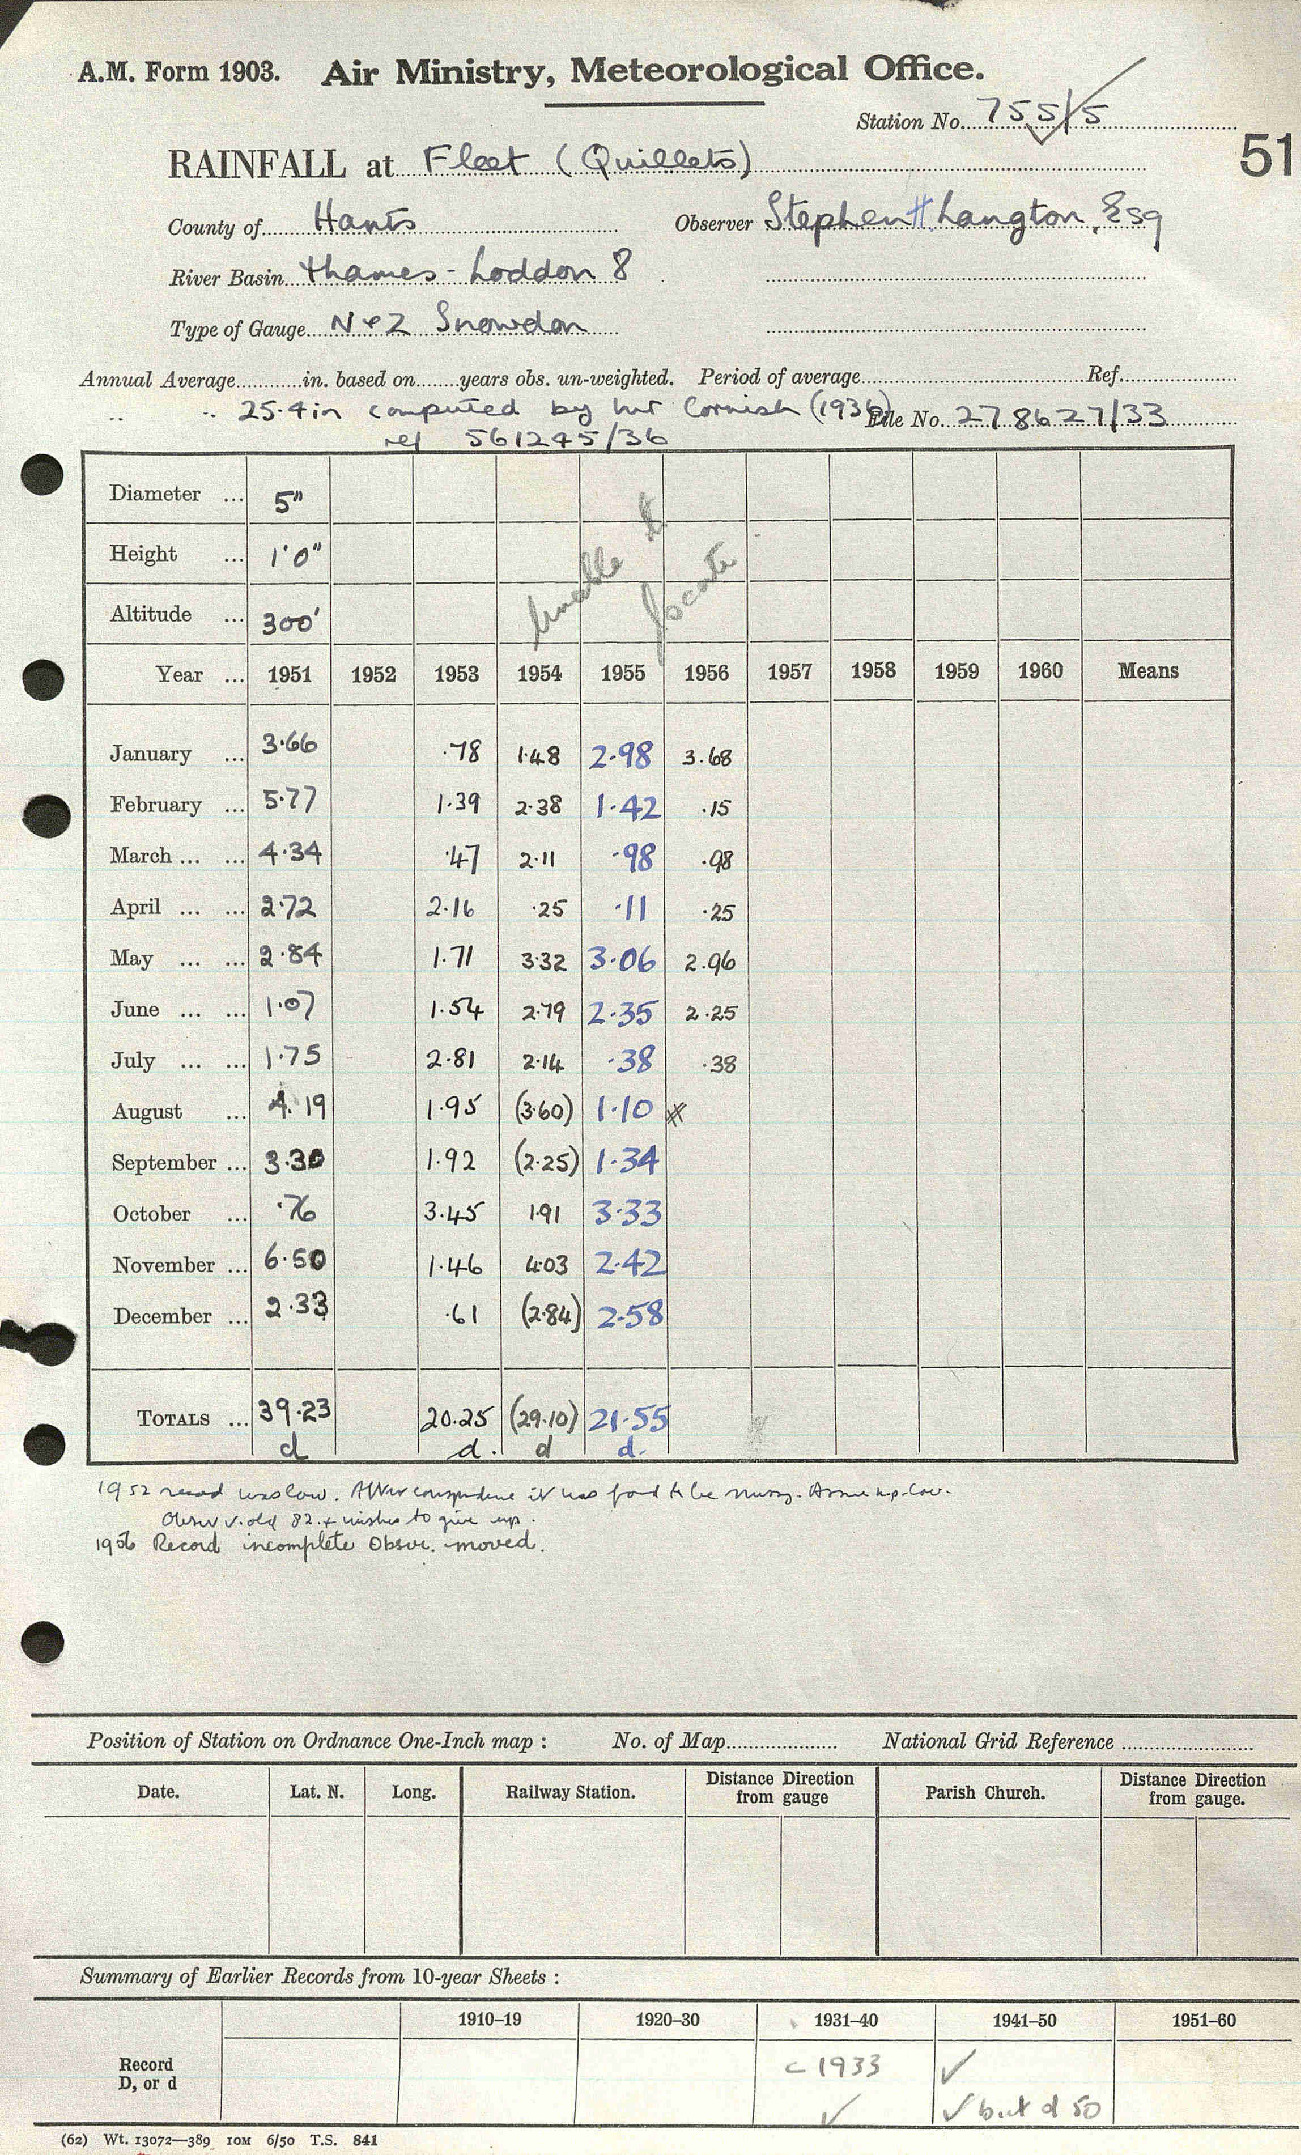 A.M. Form 1903. Air Ministry, Meteorological Office.
Station No. 755/5
51
RAINFALL at Fleet (Quillets)
County of Hants Observer Stephen H. Langton, Esq
River Basin Thames - Loddon 8
Type of Gauge N & Z Snowdon
Annual Average in. based on years obs. un-weighted. Period of average Ref.
" " 25.4 in computed by Mr Cornish (1936) File No. 278627/33
ref 561245/36
Diameter ... 5"
Height ... 1'0"
Altitude ... 300'
Unable to locate
Year ... 1951 1952 1953 1954 1955 1956 1957 1958 1959 1960 Means
January ... 3.66 .78 1.48 2.98 3.68
February ... 5.77 1.39 2.38 1.42 .15
March ... ... 4.34 .47 2.11 .98 .98
April ... ... 2.72 2.16 .25 .11 .25
May ... ... 2.84 1.71 3.32 3.06 2.96
June ... ... 1.07 1.54 2.79 2.35 2.25
July ... ... 1.75 2.81 2.14 .38 .38
August ... 4.19 1.95 (3.60) 1.10
September ... 3.30 1.92 (2.25) 1.34
October ... .76 3.45 1.91 3.33
November ... 6.50 1.46 4.03 2.42
December ... 2.33 .61 (2.84) 2.58
TOTALS ... 39.23 20.25 (29.10) 21.55
d d. d d.
1952 record was low. After correspondence it was found to be missing. Assume low.
Observ v. old 82. & wishes to give up.
1956 Record incomplete Obser. moved.
Position of Station on Ordnance One-Inch map : No. of Map National Grid Reference
Date. Lat. N. Long. Railway Station. Distance Direction from gauge Parish Church. Distance Direction from gauge.
Summary of Earlier Records from 10-year Sheets :
1910–19 1920–30 1931–40 1941–50 1951–60
Record D, or d c 1933 ✓
✓ ✓ but d 50
(62) Wt. 13072—389 10M 6/50 T.S. 841